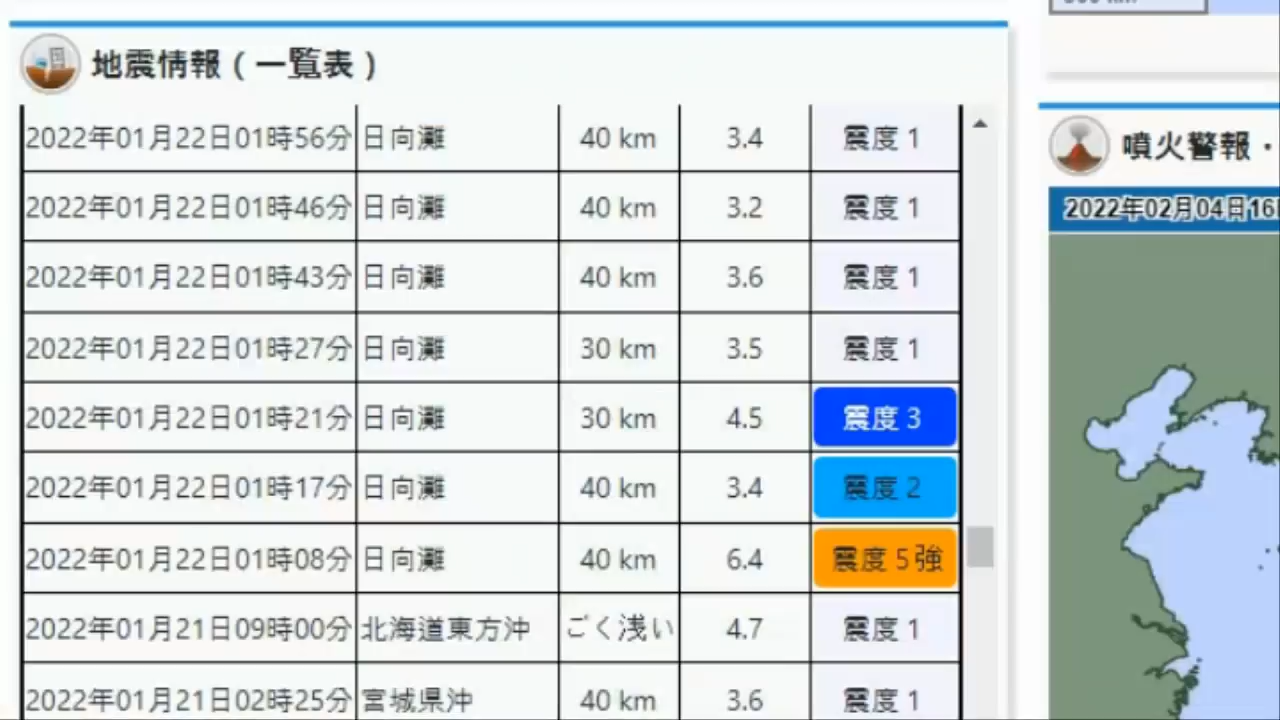 地震情報(一覧表)
2022年01月22日01時56分 日向灘 40 km 3.4 震度 1
2022年01月22日01時46分 日向灘 40 km 3.2 震度 1
2022年01月22日01時43分 日向灘 40 km 3.6 震度 1
2022年01月22日01時27分 日向灘 30 km 3.5 震度 1
2022年01月22日01時21分 日向灘 30 km 4.5 震度 3
2022年01月22日01時17分 日向灘 40 km 3.4 震度 2
2022年01月22日01時08分 日向灘 40 km 6.4 震度 5強
2022年01月21日09時00分 北海道東方沖 ごく浅い 4.7 震度 1
2022年01月21日02時25分 宮城県沖 40 km 3.6 震度 1
噴火警報・
2022年02月04日16